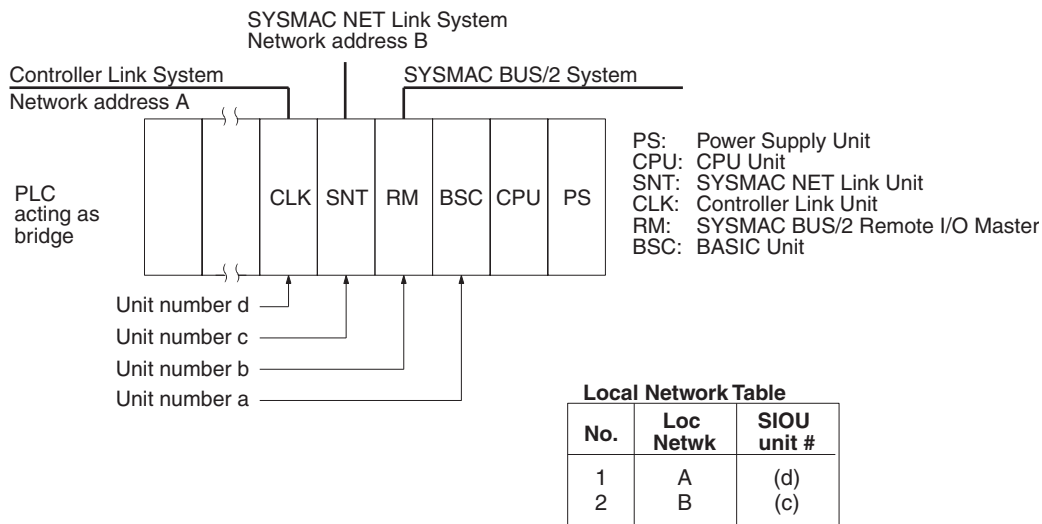 SYSMAC NET Link System
Network address B
Controller Link System
SYSMAC BUS/2 System
Network address A
PLC
acting as
bridge
CLK SNT RM BSC CPU PS
PS: Power Supply Unit
CPU: CPU Unit
SNT: SYSMAC NET Link Unit
CLK: Controller Link Unit
RM: SYSMAC BUS/2 Remote I/O Master
BSC: BASIC Unit
Unit number d
Unit number c
Unit number b
Unit number a
Local Network Table
No. Loc Netwk SIOU unit #
1 A (d)
2 B (c)